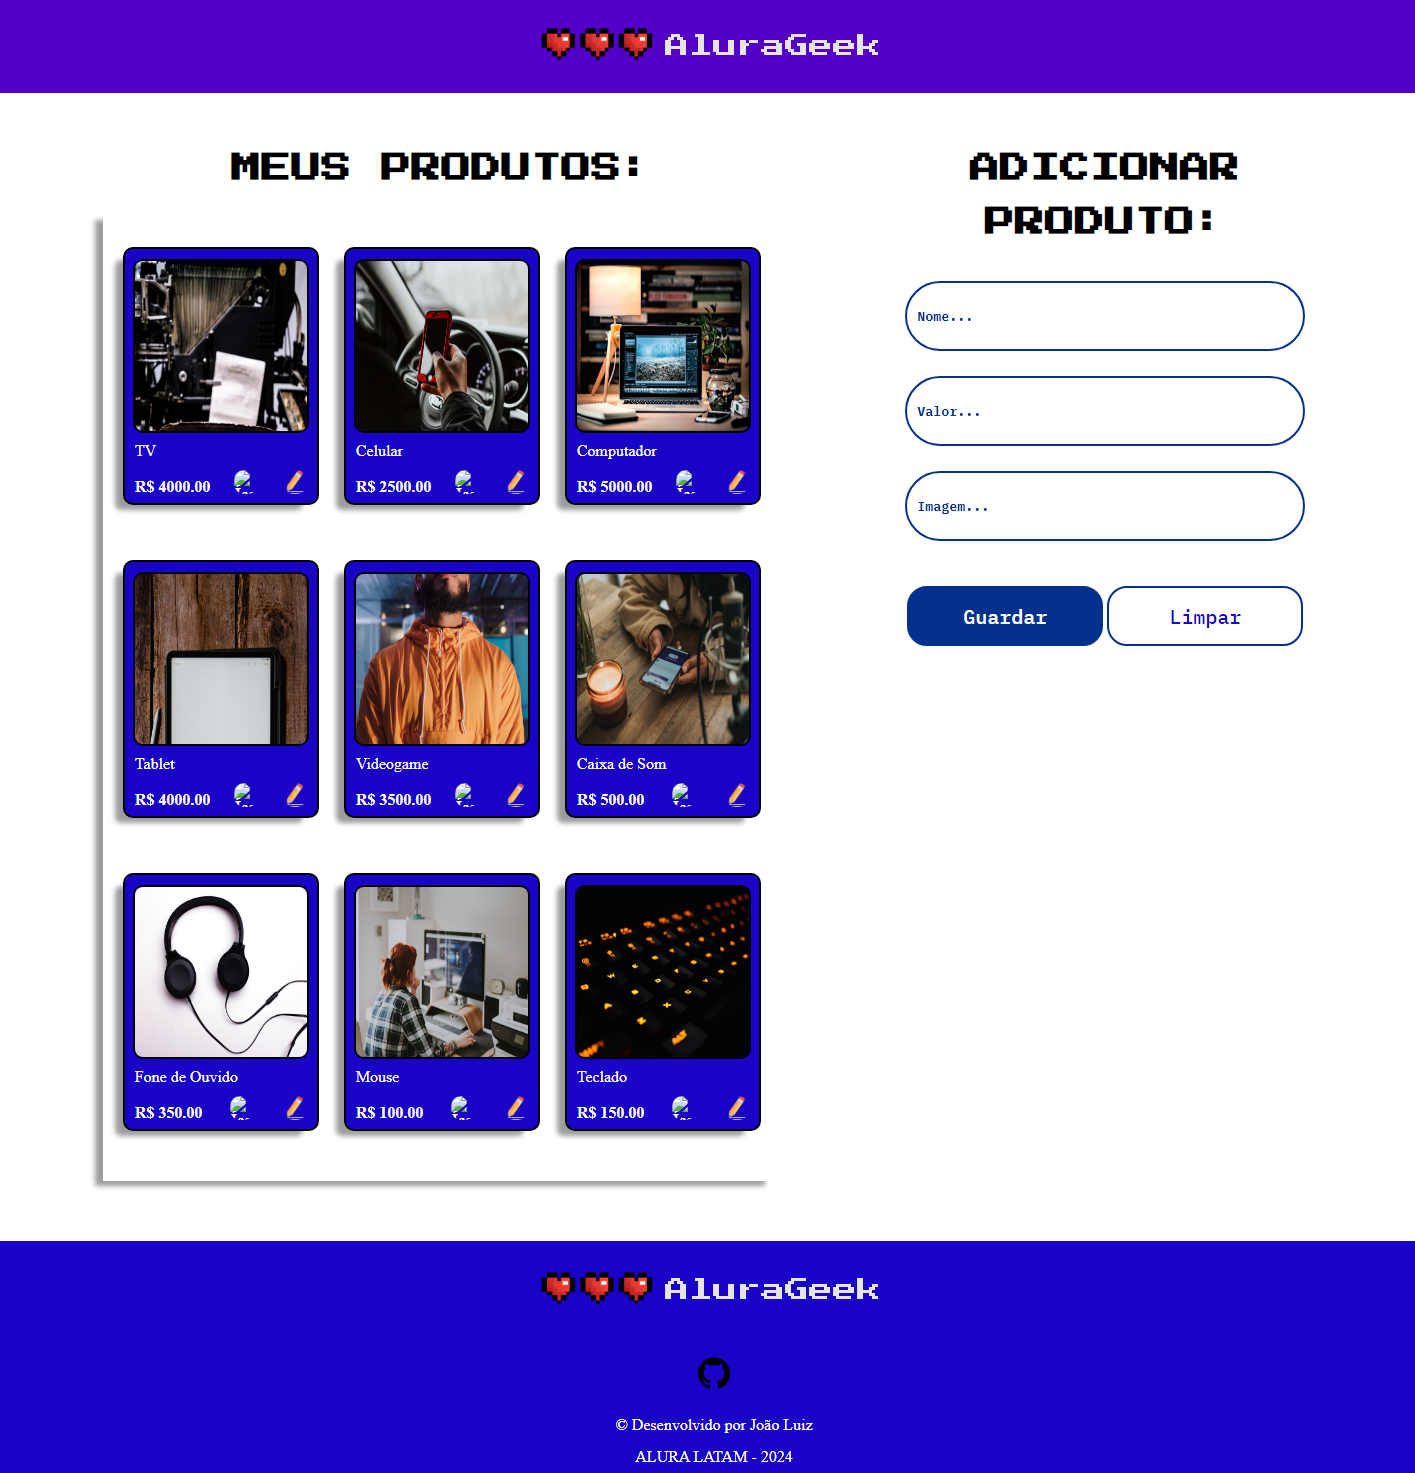 AluraGeek
MEUS PRODUTOS:
TV
R$ 4000.00
Celular
R$ 2500.00
Computador
R$ 5000.00
Tablet
R$ 4000.00
Videogame
R$ 3500.00
Caixa de Som
R$ 500.00
Fone de Ouvido
R$ 350.00
Mouse
R$ 100.00
Teclado
R$ 150.00
ADICIONAR
PRODUTO:
Nome...
Valor...
Imagem...
Guardar
Limpar
AluraGeek
© Desenvolvido por João Luiz
ALURA LATAM - 2024